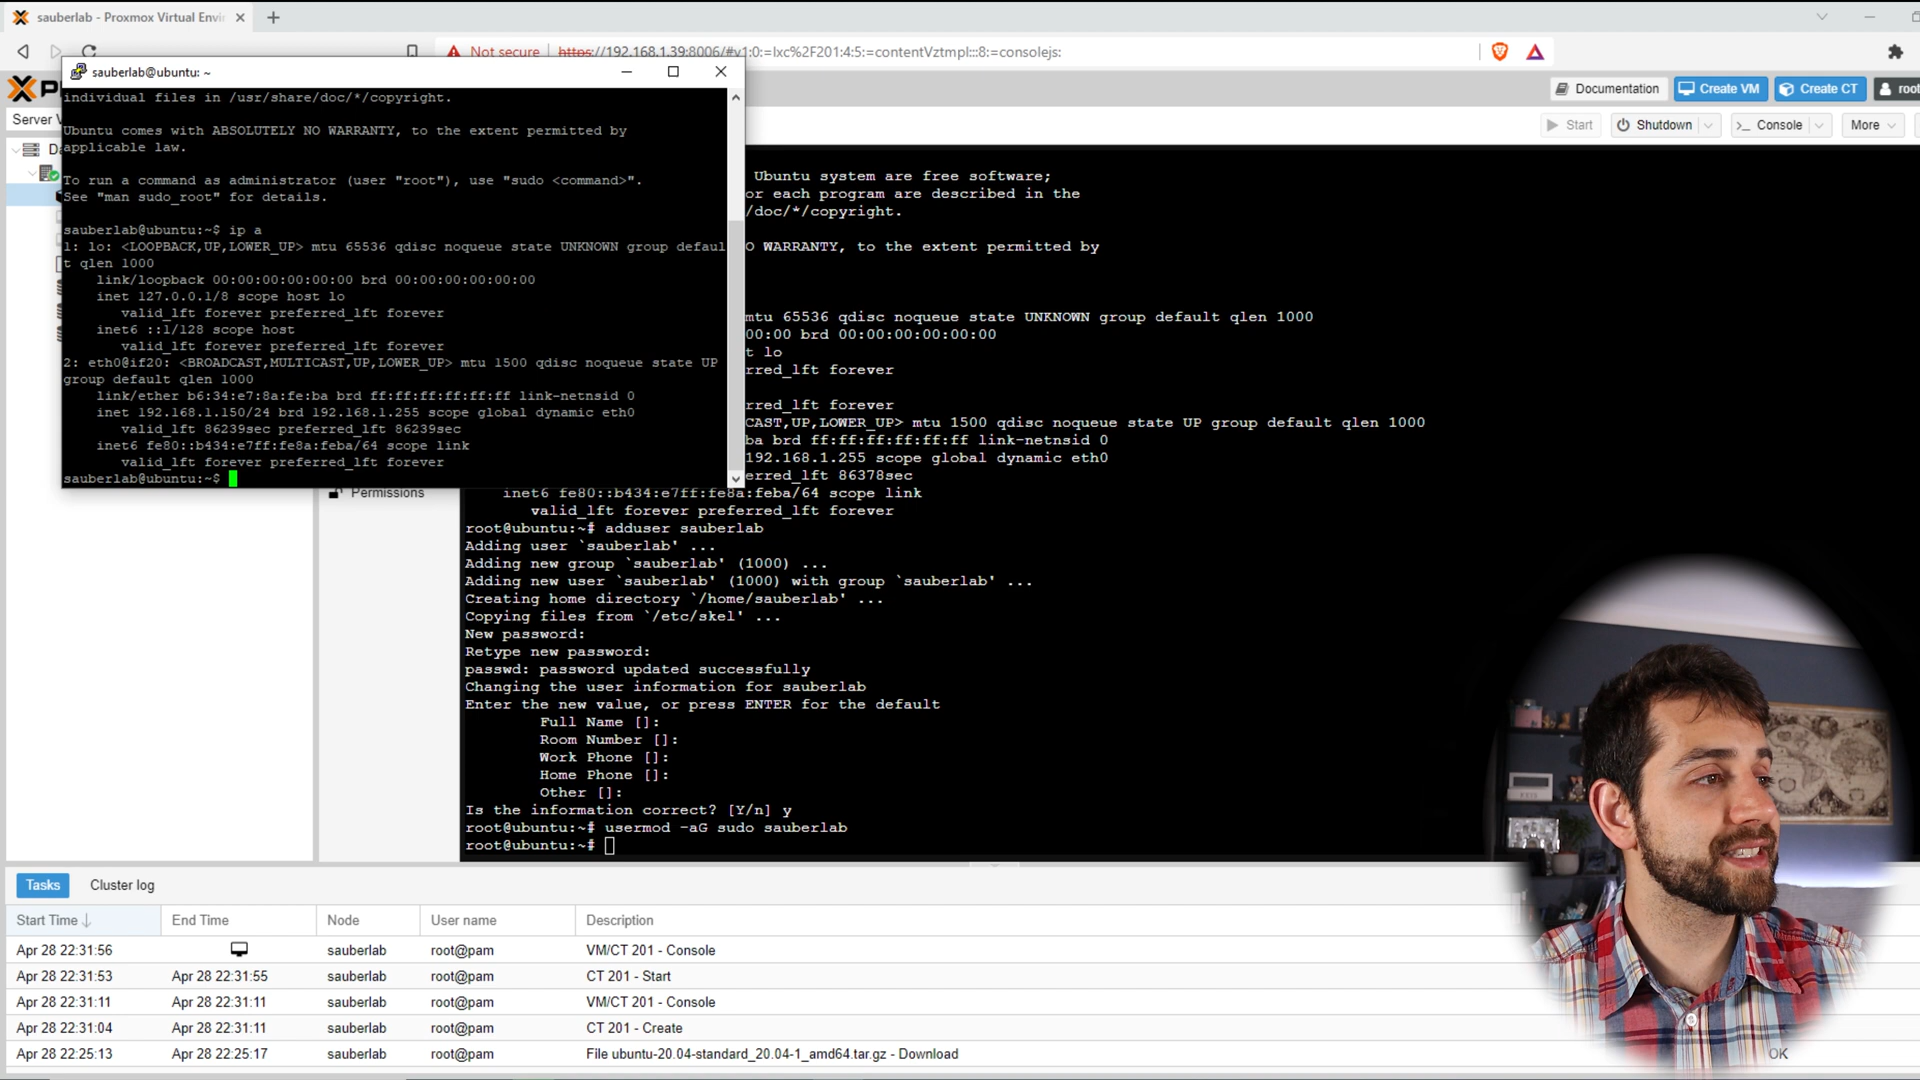 sauberlab - Proxmox Virtual Envi
Not secure
https://192.168.1.39:8006/#v1:0:=lxc%2F201:4:5:=contentVztmpl:::8:=consolejs:
sauberlab@ubuntu: ~
Documentation
Create VM
Create CT
root
Server V
Start
Shutdown
Console
More
individual files in /usr/share/doc/*/copyright.
Ubuntu comes with ABSOLUTELY NO WARRANTY, to the extent permitted by
applicable law.
To run a command as administrator (user "root"), use "sudo <command>".
See "man sudo_root" for details.
sauberlab@ubuntu:~$ ip a
1: lo: <LOOPBACK,UP,LOWER_UP> mtu 65536 qdisc noqueue state UNKNOWN group defaul
t qlen 1000
link/loopback 00:00:00:00:00:00 brd 00:00:00:00:00:00
inet 127.0.0.1/8 scope host lo
valid_lft forever preferred_lft forever
inet6 ::1/128 scope host
valid_lft forever preferred_lft forever
2: eth0@if20: <BROADCAST,MULTICAST,UP,LOWER_UP> mtu 1500 qdisc noqueue state UP
group default qlen 1000
link/ether b6:34:e7:8a:fe:ba brd ff:ff:ff:ff:ff:ff link-netnsid 0
inet 192.168.1.150/24 brd 192.168.1.255 scope global dynamic eth0
valid_lft 86239sec preferred_lft 86239sec
inet6 fe80::b434:e7ff:fe8a:feba/64 scope link
valid_lft forever preferred_lft forever
sauberlab@ubuntu:~$
Permissions
Ubuntu system are free software;
or each program are described in the
/doc/*/copyright.
O WARRANTY, to the extent permitted by
mtu 65536 qdisc noqueue state UNKNOWN group default qlen 1000
00:00 brd 00:00:00:00:00:00
t lo
rred_lft forever
rred_lft forever
CAST,UP,LOWER_UP> mtu 1500 qdisc noqueue state UP group default qlen 1000
ba brd ff:ff:ff:ff:ff:ff link-netnsid 0
192.168.1.255 scope global dynamic eth0
erred_lft 86378sec
inet6 fe80::b434:e7ff:fe8a:feba/64 scope link
valid_lft forever preferred_lft forever
root@ubuntu:~# adduser sauberlab
Adding user `sauberlab' ...
Adding new group `sauberlab' (1000) ...
Adding new user `sauberlab' (1000) with group `sauberlab' ...
Creating home directory `/home/sauberlab' ...
Copying files from `/etc/skel' ...
New password:
Retype new password:
passwd: password updated successfully
Changing the user information for sauberlab
Enter the new value, or press ENTER for the default
Full Name []:
Room Number []:
Work Phone []:
Home Phone []:
Other []:
Is the information correct? [Y/n] y
root@ubuntu:~# usermod -aG sudo sauberlab
root@ubuntu:~#
Tasks
Cluster log
Start Time
End Time
Node
User name
Description
Apr 28 22:31:56 sauberlab root@pam VM/CT 201 - Console
Apr 28 22:31:53 Apr 28 22:31:55 sauberlab root@pam CT 201 - Start
Apr 28 22:31:11 Apr 28 22:31:11 sauberlab root@pam VM/CT 201 - Console
Apr 28 22:31:04 Apr 28 22:31:11 sauberlab root@pam CT 201 - Create
Apr 28 22:25:13 Apr 28 22:25:17 sauberlab root@pam File ubuntu-20.04-standard_20.04-1_amd64.tar.gz - Download
OK